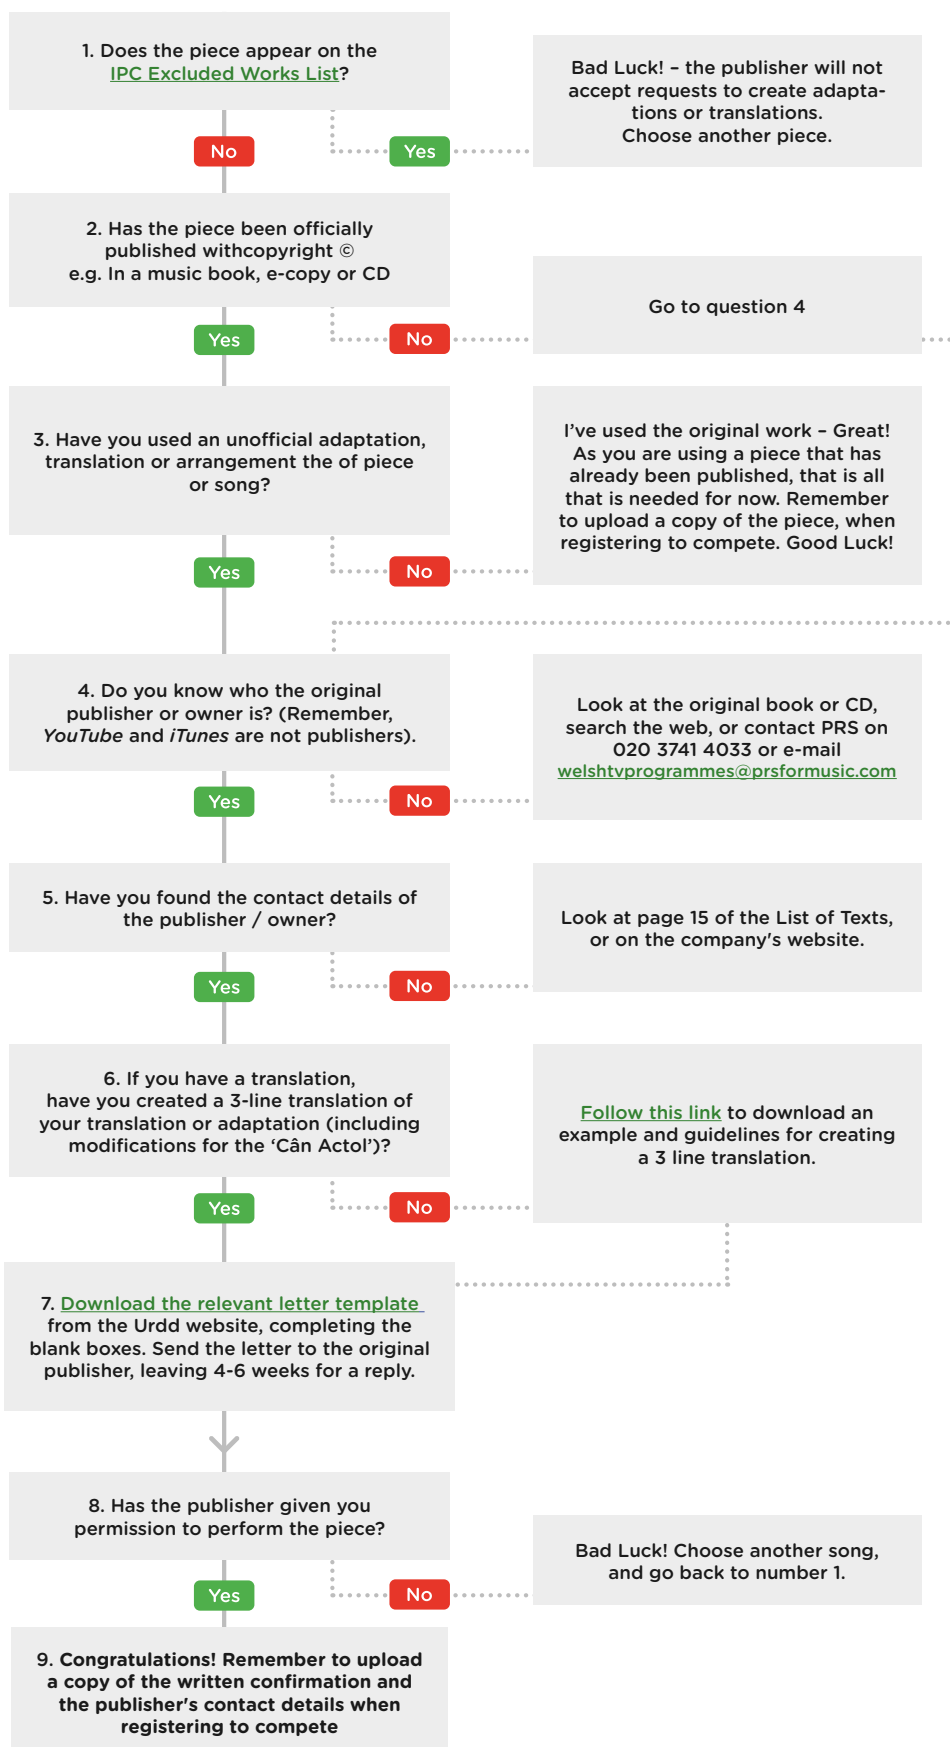 1. Does the piece appear on the
IPC Excluded Works List?
Bad Luck! – the publisher will not
accept requests to create adapta-
tions or translations.
Choose another piece.
No
Yes
2. Has the piece been officially
published withcopyright ©
e.g. In a music book, e-copy or CD
Go to question 4
Yes
No
3. Have you used an unofficial adaptation,
translation or arrangement the of piece
or song?
I've used the original work – Great!
As you are using a piece that has
already been published, that is all
that is needed for now. Remember
to upload a copy of the piece, when
registering to compete. Good Luck!
Yes
No
4. Do you know who the original
publisher or owner is? (Remember,
YouTube and iTunes are not publishers).
Look at the original book or CD,
search the web, or contact PRS on
020 3741 4033 or e-mail
welshtvprogrammes@prsformusic.com
Yes
No
5. Have you found the contact details of
the publisher / owner?
Look at page 15 of the List of Texts,
or on the company's website.
Yes
No
6. If you have a translation,
have you created a 3-line translation of
your translation or adaptation (including
modifications for the ‘Cân Actol’)?
Follow this link to download an
example and guidelines for creating
a 3 line translation.
Yes
No
7. Download the relevant letter template
from the Urdd website, completing the
blank boxes. Send the letter to the original
publisher, leaving 4-6 weeks for a reply.
8. Has the publisher given you
permission to perform the piece?
Bad Luck! Choose another song,
and go back to number 1.
Yes
No
9. Congratulations! Remember to upload
a copy of the written confirmation and
the publisher's contact details when
registering to compete